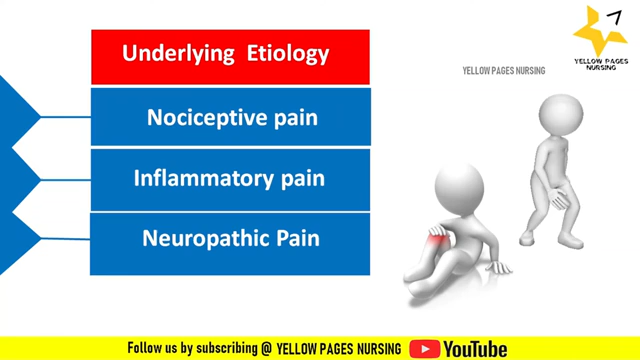 Underlying Etiology
Nociceptive pain
Inflammatory pain
Neuropathic Pain
YELLOW PAGES NURSING
YELLOW PAGES
NURSING
Follow us by subscribing @ YELLOW PAGES NURSING YouTube